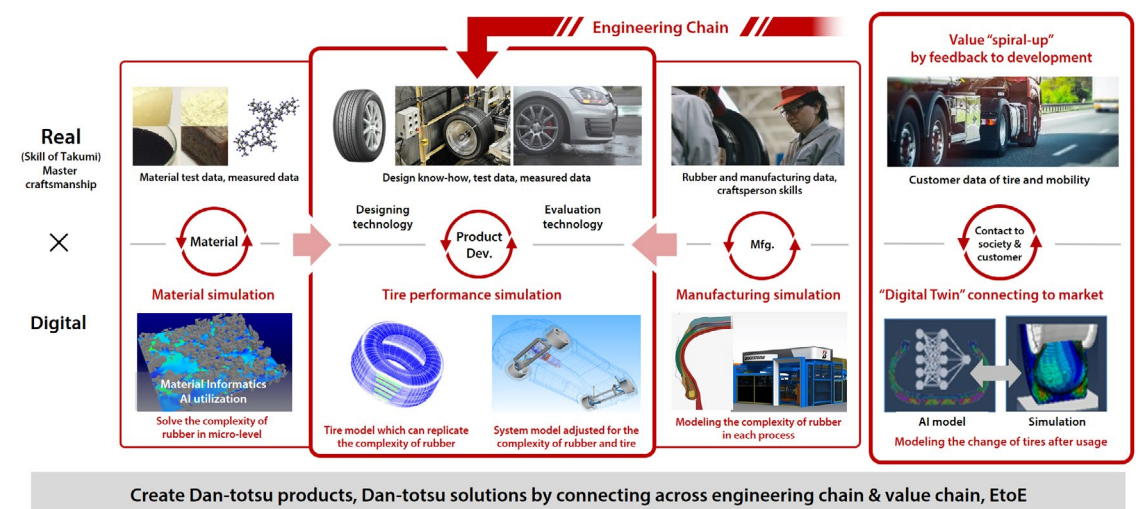 Engineering Chain
Value “spiral-up”
by feedback to development
Real
(Skill of Takumi)
Master
craftsmanship
Material test data, measured data
Design know-how, test data, measured data
Rubber and manufacturing data,
craftsperson skills
Customer data of tire and mobility
Material
Designing
technology
Product
Dev.
Evaluation
technology
Mfg.
Contact to
society &
customer
Digital
Material simulation
Tire performance simulation
Manufacturing simulation
“Digital Twin” connecting to market
Material Informatics
AI utilization
Solve the complexity of
rubber in micro-level
Tire model which can replicate
the complexity of rubber
System model adjusted for the
complexity of rubber and tire
Modeling the complexity of rubber
in each process
AI model
Simulation
Modeling the change of tires after usage
Create Dan-totsu products, Dan-totsu solutions by connecting across engineering chain & value chain, EtoE